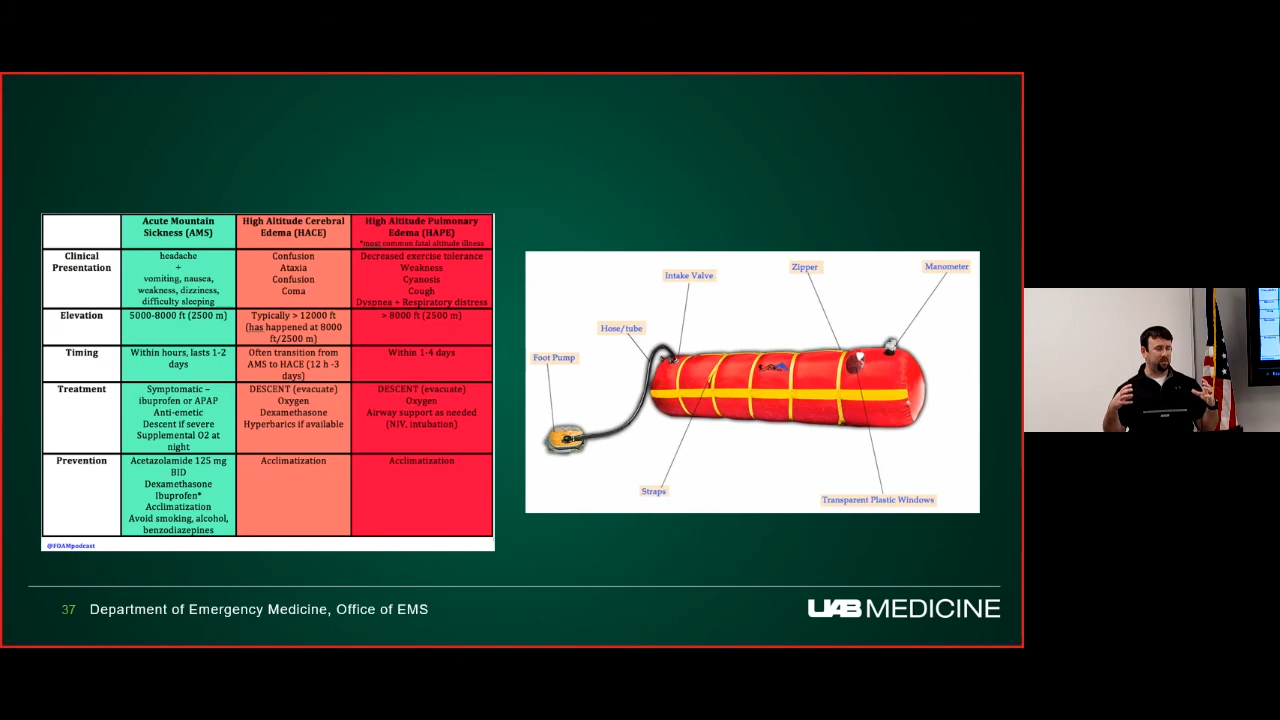 Acute Mountain Sickness (AMS)
High Altitude Cerebral Edema (HACE)
High Altitude Pulmonary Edema (HAPE)
*most common fatal altitude illness
Clinical Presentation
headache
+
vomiting, nausea,
weakness, dizziness,
difficulty sleeping
Confusion
Ataxia
Confusion
Coma
Decreased exercise tolerance
Weakness
Cyanosis
Cough
Dyspnea + Respiratory distress
Elevation
5000-8000 ft (2500 m)
Typically > 12000 ft
(has happened at 8000
ft/2500 m)
> 8000 ft (2500 m)
Timing
Within hours, lasts 1-2
days
Often transition from
AMS to HACE (12 h -3
days)
Within 1-4 days
Treatment
Symptomatic –
ibuprofen or APAP
Anti-emetic
Descent if severe
Supplemental O2 at
night
DESCENT (evacuate)
Oxygen
Dexamethasone
Hyperbarics if available
DESCENT (evacuate)
Oxygen
Airway support as needed
(NIV, intubation)
Prevention
Acetazolamide 125 mg
BID
Dexamethasone
Ibuprofen*
Acclimatization
Avoid smoking, alcohol,
benzodiazepines
Acclimatization
Acclimatization
@FOAMpodcast
Intake Valve
Zipper
Manometer
Hose/tube
Foot Pump
Straps
Transparent Plastic Windows
37 Department of Emergency Medicine, Office of EMS
UAB MEDICINE